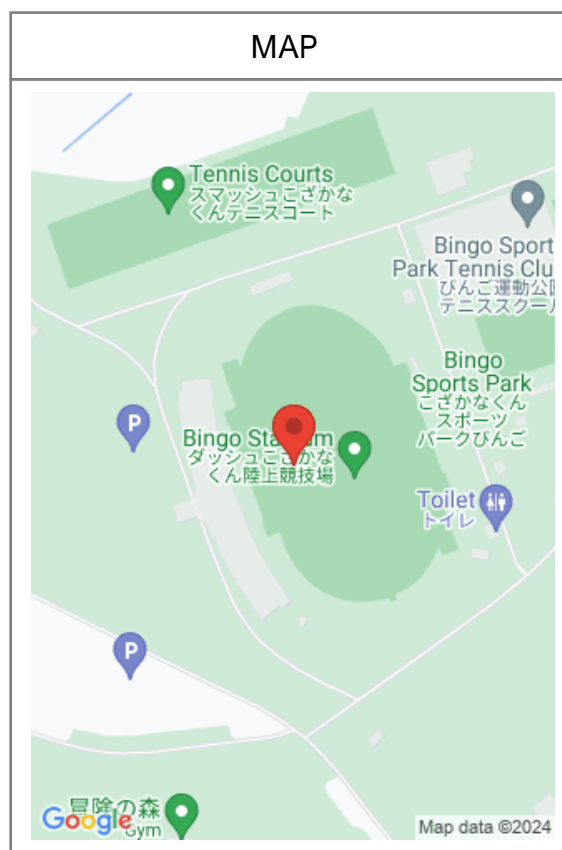 MAP
Tennis Courts
スマッシュこざかな
くんテニスコート
Bingo Sport
Park Tennis Clu
びんご運動公園
テニススクール
Bingo
Sports Park
こざかなくん
スポーツ
パークびんご
P
Bingo Stadium
ダッシュこざかな
くん陸上競技場
Toilet
トイレ
P
冒険の森
Gym
Google
Map data ©2024